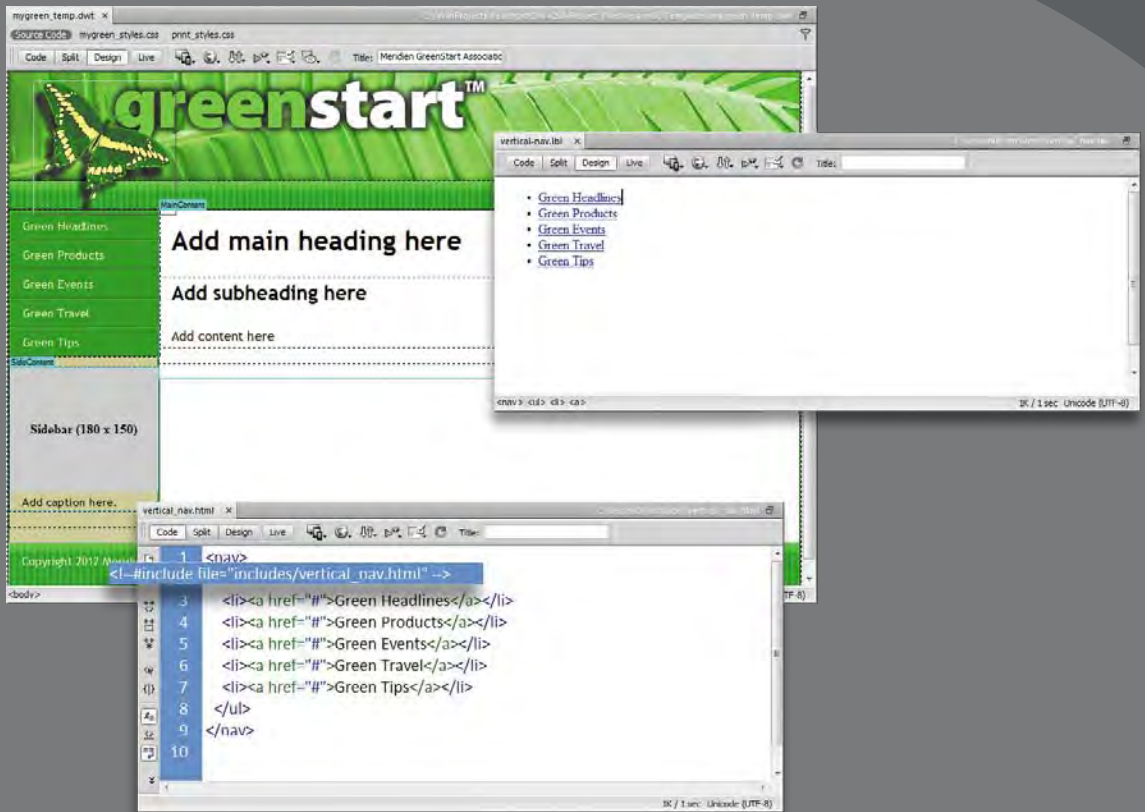 mygreen_temp.dwt ×
Source Code mygreen_styles.css print_styles.css
Code Split Design Live Title: Meridien GreenStart Associatic
greenstart™
MainContent
Green Headlines
Green Products
Green Events
Green Travel
Green Tips
Add main heading here
Add subheading here
Add content here
SideContent
Sidebar (180 x 150)
Add caption here.
Copyright 2012
<body>
vertical-nav.lbi ×
Code Split Design Live Title:
• Green Headlines
• Green Products
• Green Events
• Green Travel
• Green Tips
<nav> <ul> <li> <a>
1K / 1 sec Unicode (UTF-8)
vertical_nav.html ×
Code Split Design Live Title:
1 <nav>
<!--#include file="includes/vertical_nav.html" -->
3 <li><a href="#">Green Headlines</a></li>
4 <li><a href="#">Green Products</a></li>
5 <li><a href="#">Green Events</a></li>
6 <li><a href="#">Green Travel</a></li>
7 <li><a href="#">Green Tips</a></li>
8 </ul>
9 </nav>
10
1K / 1 sec Unicode (UTF-8)